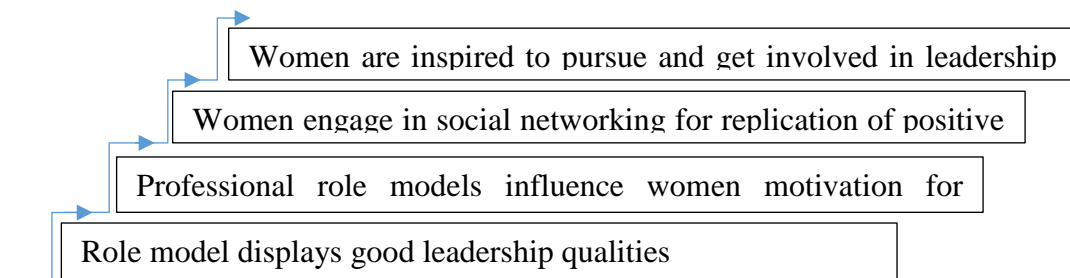 Women are inspired to pursue and get involved in leadership
Women engage in social networking for replication of positive
Professional role models influence women motivation for
Role model displays good leadership qualities